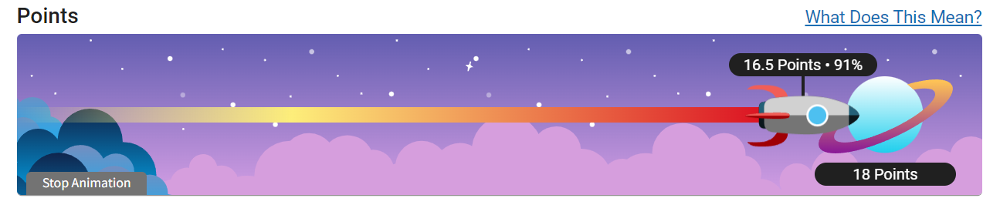 Points
What Does This Mean?
16.5 Points • 91%
18 Points
Stop Animation